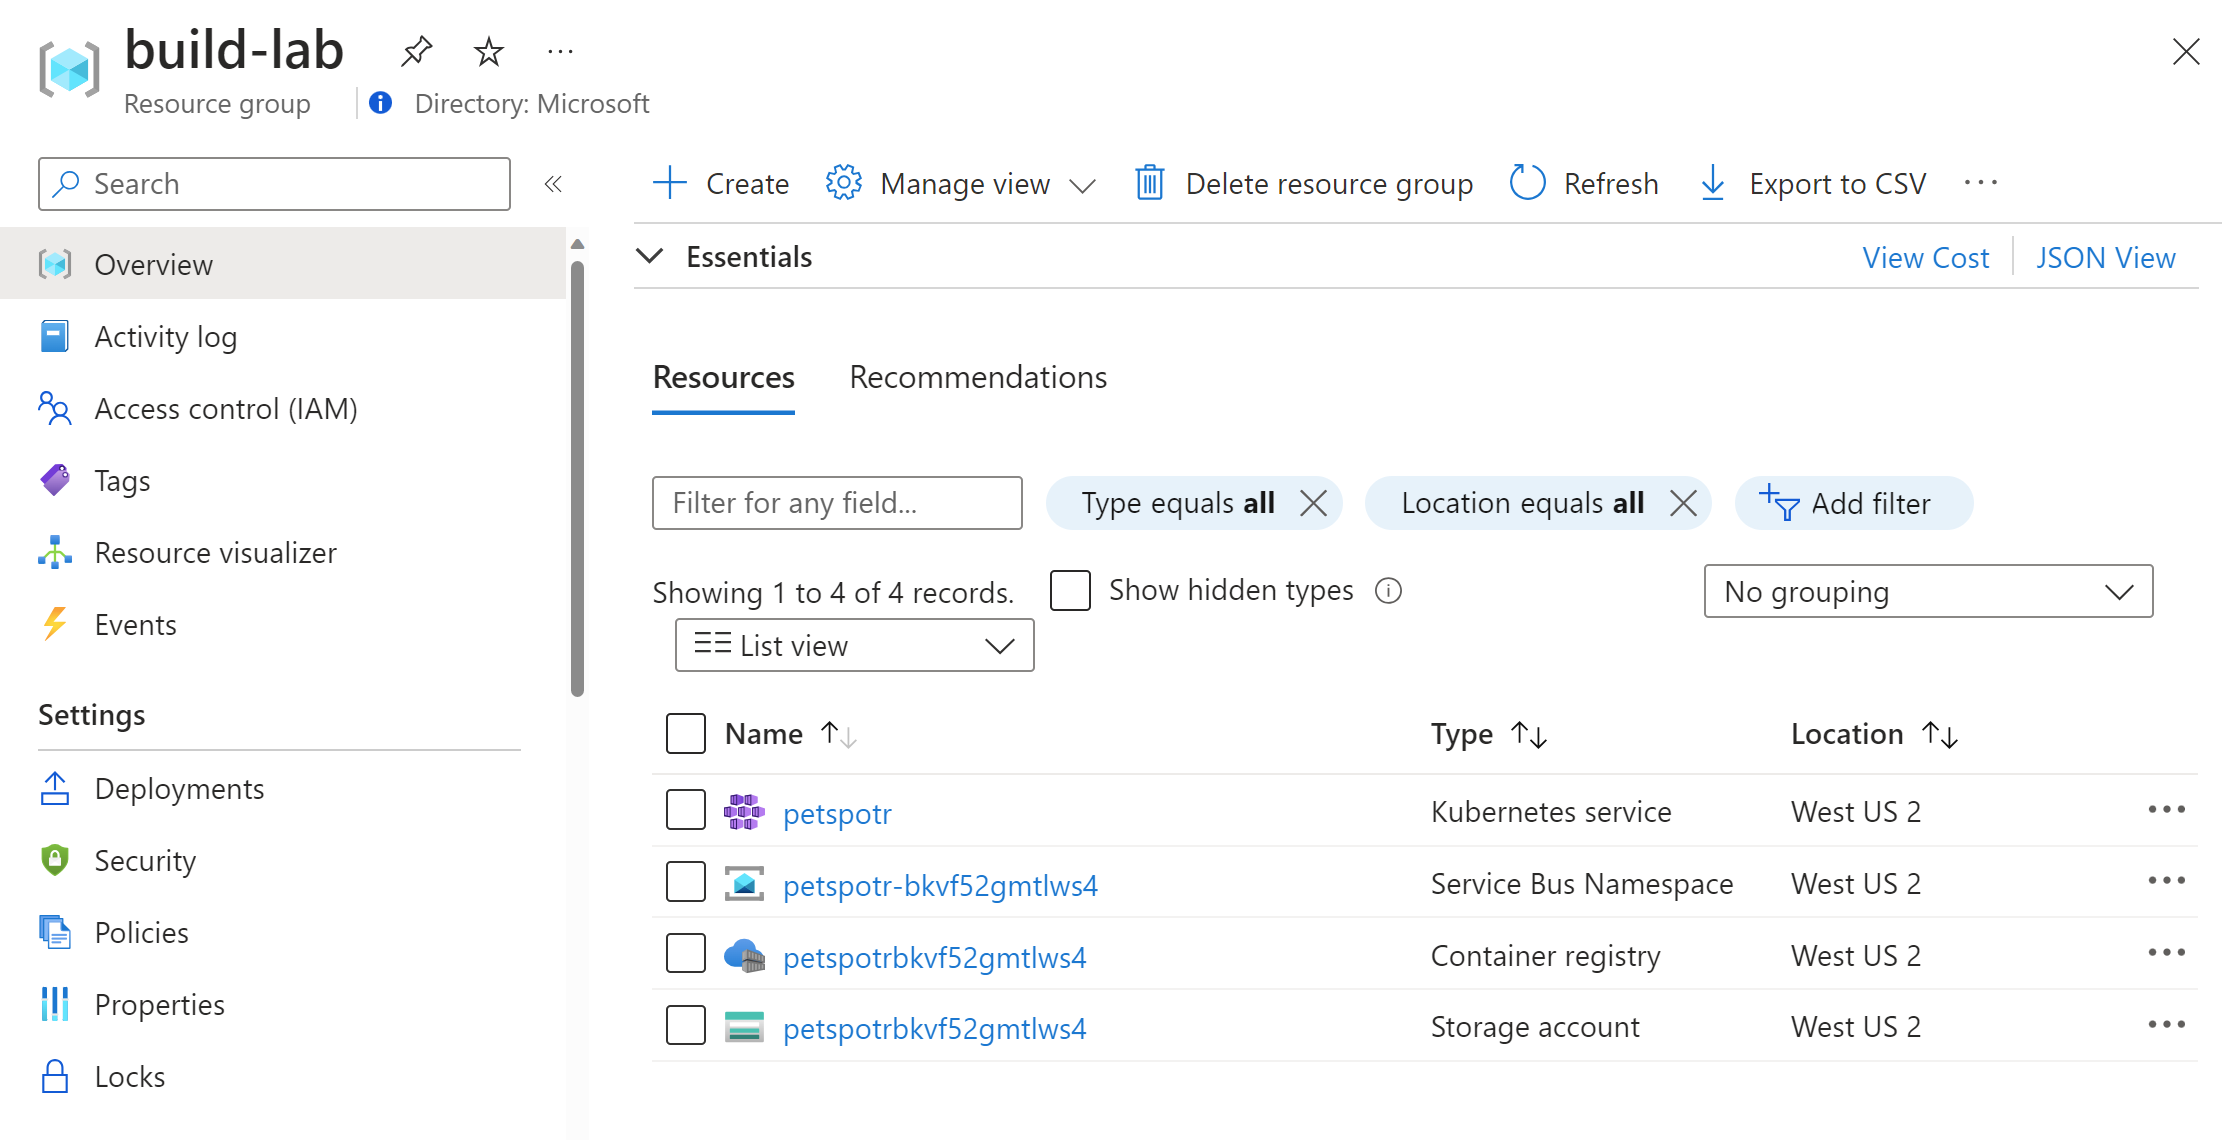 build-lab
Resource group
Directory: Microsoft
Search
Create
Manage view
Delete resource group
Refresh
Export to CSV
Overview
Activity log
Access control (IAM)
Tags
Resource visualizer
Events
Settings
Deployments
Security
Policies
Properties
Locks
Essentials
View Cost
JSON View
Resources
Recommendations
Filter for any field...
Type equals all
Location equals all
Add filter
Showing 1 to 4 of 4 records.
Show hidden types
No grouping
List view
Name Type Location
petspotr Kubernetes service West US 2
petspotr-bkvf52gmtlws4 Service Bus Namespace West US 2
petspotrbkvf52gmtlws4 Container registry West US 2
petspotrbkvf52gmtlws4 Storage account West US 2